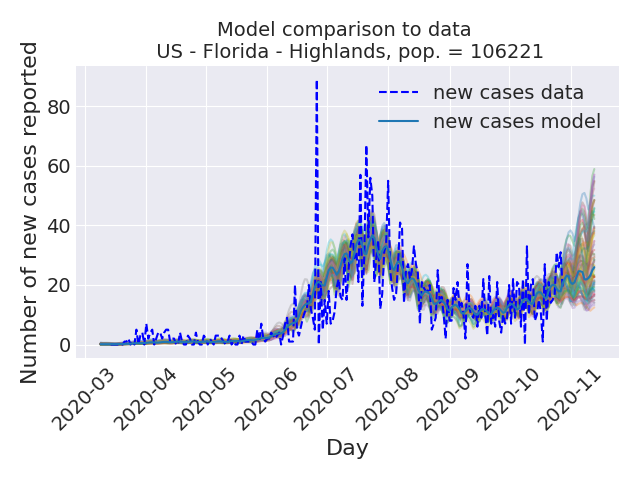 Model comparison to data
US - Florida - Highlands, pop. = 106221
Number of new cases reported
80
60
40
20
0
new cases data
new cases model
2020-03
2020-04
2020-05
2020-06
2020-07
2020-08
2020-09
2020-10
2020-11
Day